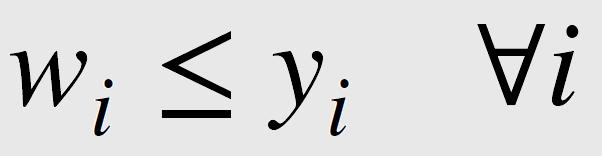 wᵢ ≤ yᵢ ∀i